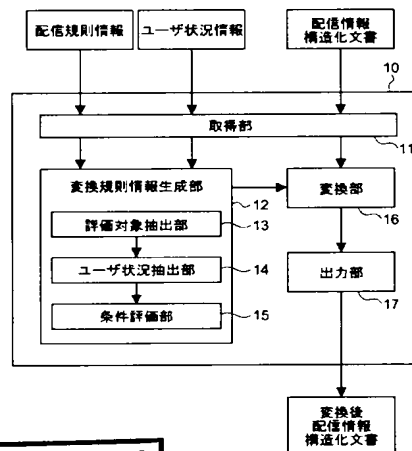 配信規則情報
ユーザ状況情報
配信情報
構造化文書
10
取得部
11
変換規則情報生成部
12
変換部
16
評価対象抽出部
13
ユーザ状況抽出部
14
出力部
17
条件評価部
15
変換後
配信情報
構造化文書